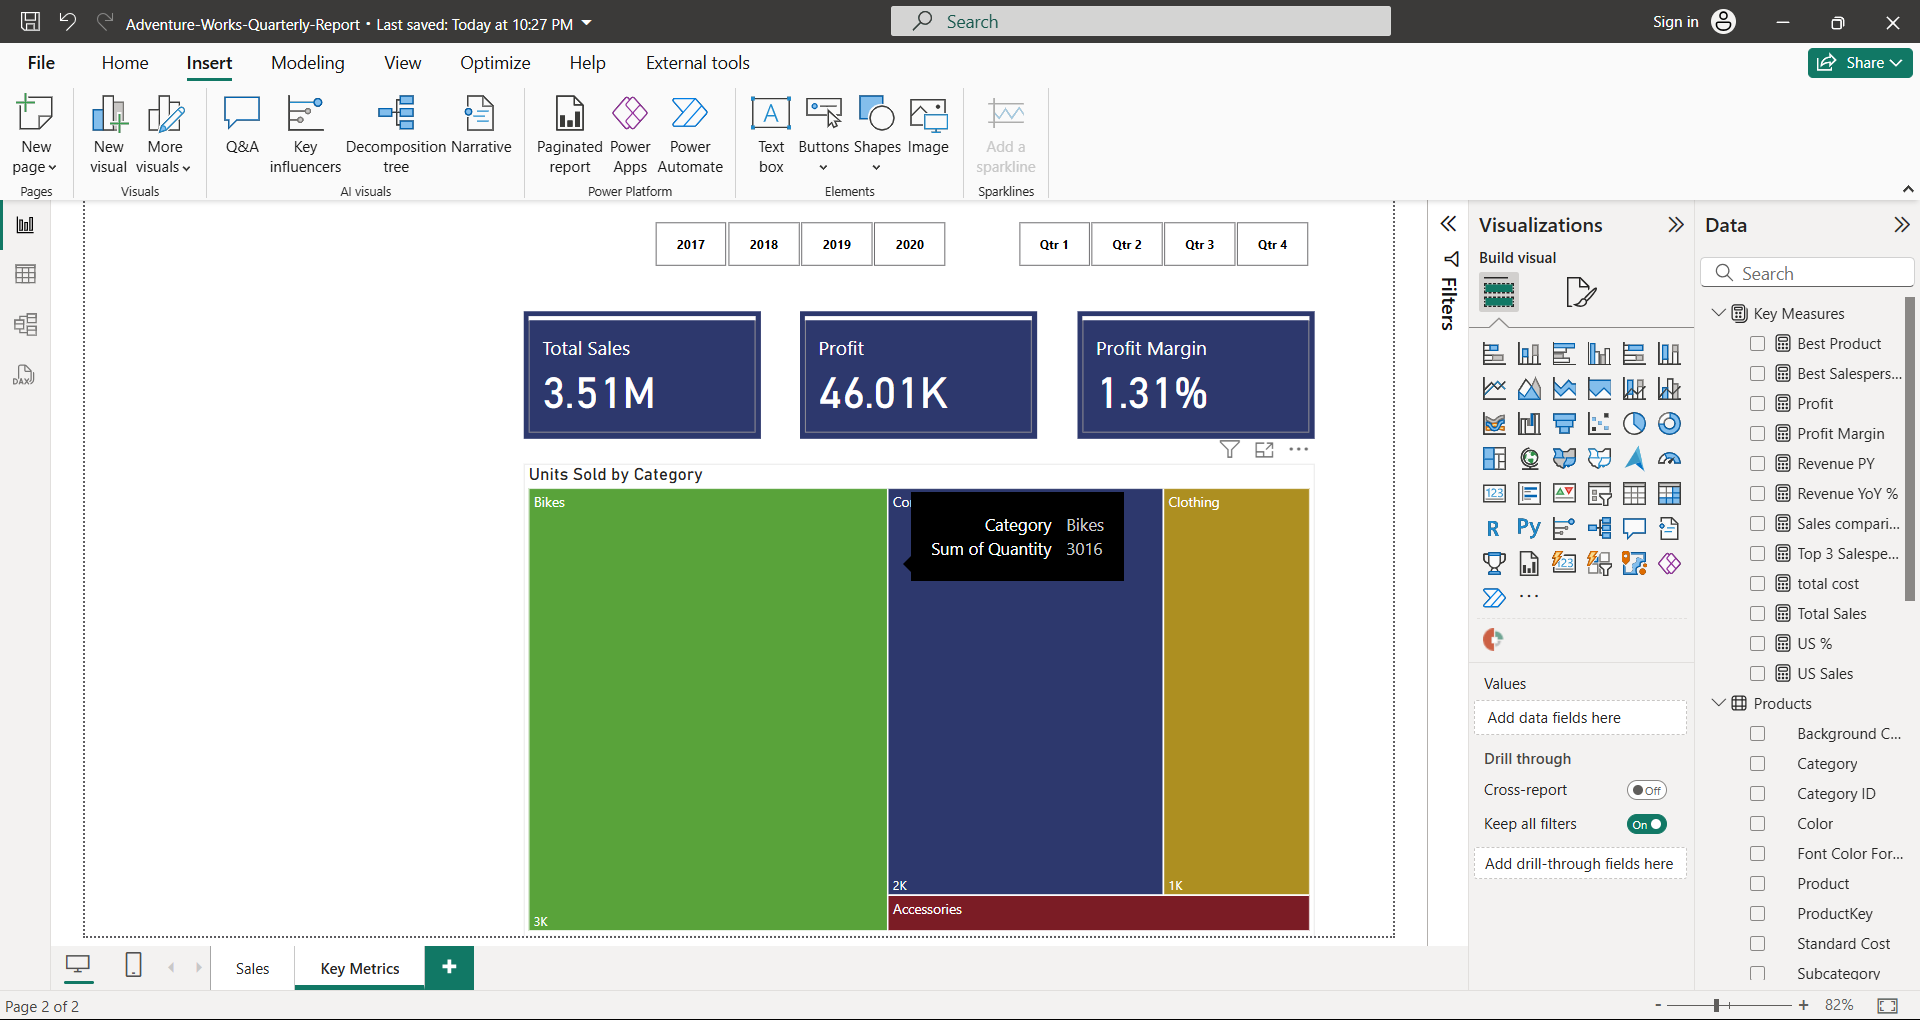 Adventure-Works-Quarterly-Report • Last saved: Today at 10:27 PM
Search
Sign in
File
Home
Insert
Modeling
View
Optimize
Help
External tools
Share
New page
New visual
More visuals
Q&A
Key influencers
Decomposition tree
Narrative
Paginated report
Power Apps
Power Automate
A
Text box
Buttons
Shapes
Image
Add a sparkline
Pages
Visuals
AI visuals
Power Platform
Elements
Sparklines
DAX
2017
2018
2019
2020
Qtr 1
Qtr 2
Qtr 3
Qtr 4
Total Sales
3.51M
Profit
46.01K
Profit Margin
1.31%
Units Sold by Category
Bikes
3K
Co
2K
Clothing
1K
Accessories
Category Bikes
Sum of Quantity 3016
Filters
Visualizations
Build visual
123
R
Py
123
Values
Add data fields here
Drill through
Cross-report
Off
Keep all filters
On
Add drill-through fields here
Data
Search
Key Measures
Best Product
Best Salespers...
Profit
Profit Margin
Revenue PY
Revenue YoY %
Sales compari...
Top 3 Salespe...
total cost
Total Sales
US %
US Sales
Products
Background C...
Category
Category ID
Color
Font Color For...
Product
ProductKey
Standard Cost
Subcategory
Sales
Key Metrics
Page 2 of 2
- + 82%